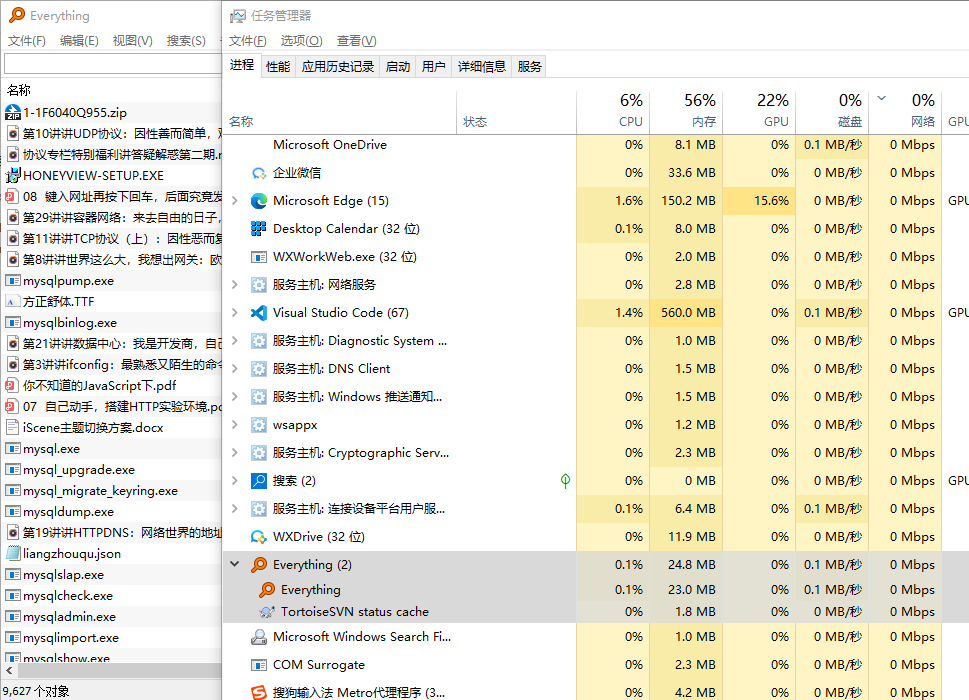 Everything
文件(F) 编辑(E) 视图(V) 搜索(S)
名称
1-1F6040Q955.zip
第10讲讲UDP协议：因性善而简单，
协议专栏特别福利讲答疑解惑第二期.
HONEYVIEW-SETUP.EXE
08 键入网址再按下回车，后面究竟发
第29讲讲容器网络：来去自由的日子，
第11讲讲TCP协议（上）：因性恶而复
第8讲讲世界这么大，我想出网关：欧
mysqlpump.exe
方正舒体.TTF
mysqlbinlog.exe
第21讲讲数据中心：我是开发商，自己
第3讲讲ifconfig：最熟悉又陌生的命令
你不知道的JavaScript下.pdf
07 自己动手，搭建HTTP实验环境.pd
iScene主题切换方案.docx
mysql.exe
mysql_upgrade.exe
mysql_migrate_keyring.exe
mysqldump.exe
第19讲讲HTTPDNS：网络世界的地址
liangzhouqu.json
mysqlslap.exe
mysqlcheck.exe
mysqladmin.exe
mysqlimport.exe
mysqlshow.exe
9,627 个对象
任务管理器
文件(F) 选项(O) 查看(V)
进程 性能 应用历史记录 启动 用户 详细信息 服务
6% 56% 22% 0% 0%
名称 状态 CPU 内存 GPU 磁盘 网络 GPU
Microsoft OneDrive 0% 8.1 MB 0% 0.1 MB/秒 0 Mbps
企业微信 0% 33.6 MB 0% 0 MB/秒 0 Mbps
Microsoft Edge (15) 1.6% 150.2 MB 15.6% 0 MB/秒 0 Mbps GPU
Desktop Calendar (32 位) 0.1% 8.0 MB 0% 0 MB/秒 0 Mbps
WXWorkWeb.exe (32 位) 0% 2.0 MB 0% 0 MB/秒 0 Mbps
服务主机: 网络服务 0% 2.8 MB 0% 0 MB/秒 0 Mbps
Visual Studio Code (67) 1.4% 560.0 MB 0% 0.1 MB/秒 0 Mbps GPU
服务主机: Diagnostic System ... 0% 1.0 MB 0% 0 MB/秒 0 Mbps
服务主机: DNS Client 0% 1.5 MB 0% 0 MB/秒 0 Mbps
服务主机: Windows 推送通知... 0% 1.5 MB 0% 0 MB/秒 0 Mbps
wsappx 0% 1.2 MB 0% 0 MB/秒 0 Mbps
服务主机: Cryptographic Serv... 0% 2.3 MB 0% 0 MB/秒 0 Mbps
搜索 (2) 0% 0 MB 0% 0 MB/秒 0 Mbps GPU
服务主机: 连接设备平台用户服... 0.1% 6.4 MB 0% 0.1 MB/秒 0 Mbps
WXDrive (32 位) 0% 11.9 MB 0% 0 MB/秒 0 Mbps
Everything (2) 0.1% 24.8 MB 0% 0.1 MB/秒 0 Mbps
Everything 0.1% 23.0 MB 0% 0.1 MB/秒 0 Mbps
TortoiseSVN status cache 0% 1.8 MB 0% 0 MB/秒 0 Mbps
Microsoft Windows Search Fi... 0% 1.0 MB 0% 0 MB/秒 0 Mbps
COM Surrogate 0% 2.3 MB 0% 0 MB/秒 0 Mbps
搜狗输入法 Metro代理程序 (3... 0% 4.2 MB 0% 0 MB/秒 0 Mbps